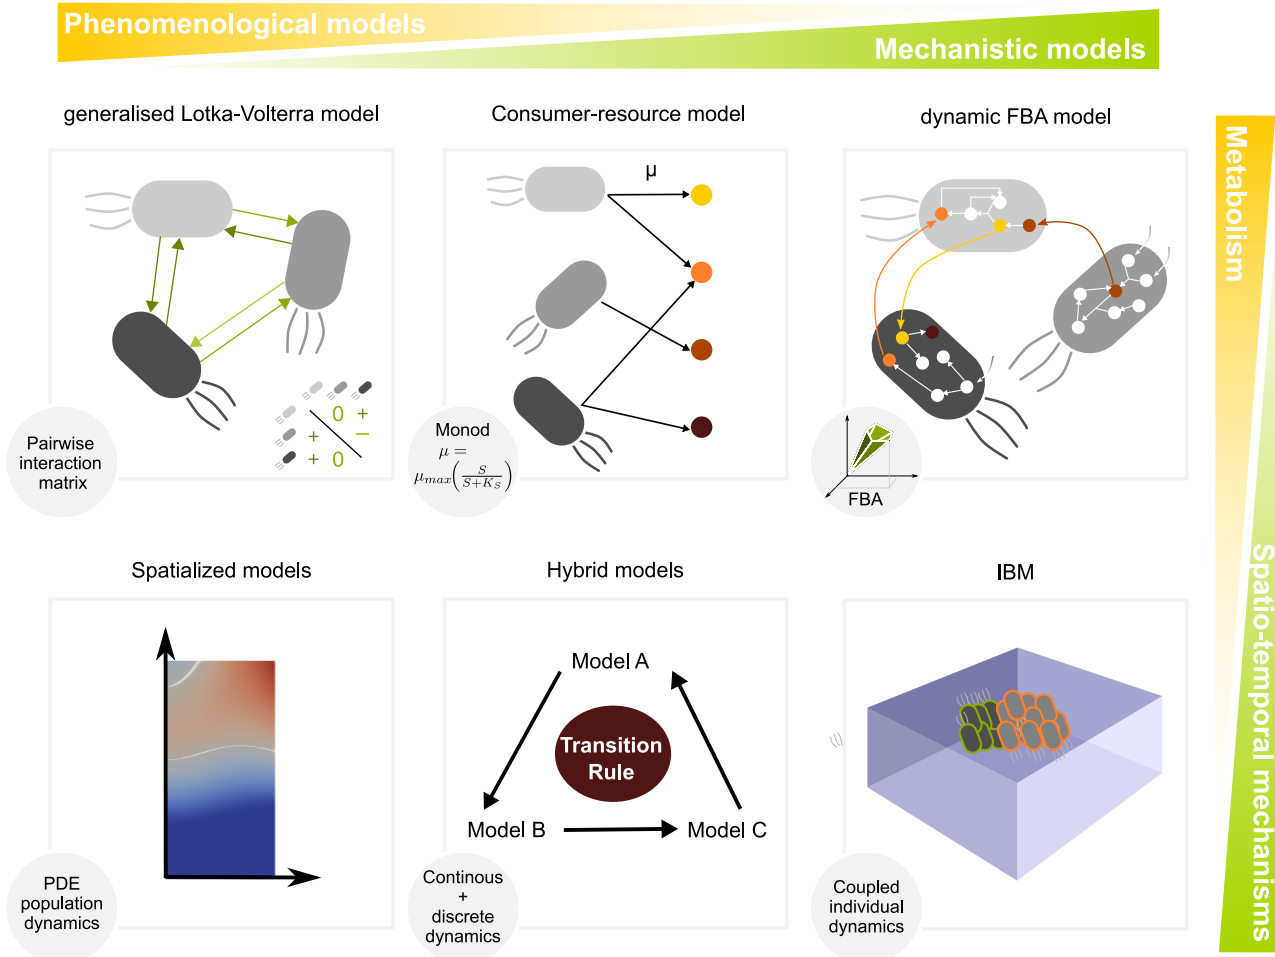 Phenomenological models
Mechanistic models
generalised Lotka-Volterra model
Consumer-resource model
dynamic FBA model
Metabolism
μ
0 +
+ –
+ 0
Pairwise
interaction
matrix
Monod
μ =
μmax(S/(S+K_S))
FBA
Spatialized models
Hybrid models
IBM
Spatio-temporal mechanisms
Model A
Transition
Rule
Model B
Model C
PDE
population
dynamics
Continous
+
discrete
dynamics
Coupled
individual
dynamics